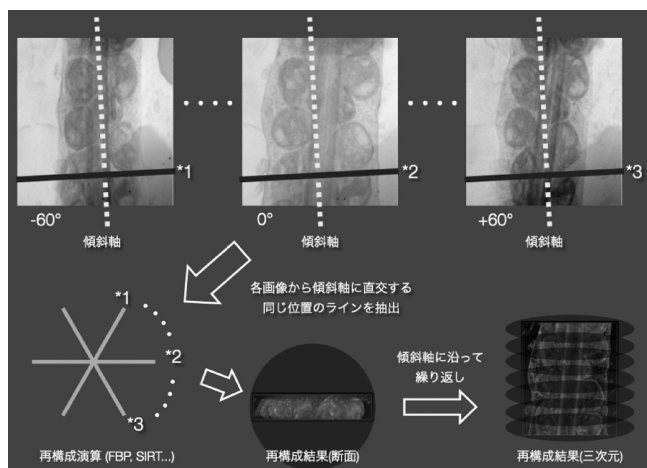 *1
*2
*3
-60°
0°
+60°
傾斜軸
傾斜軸
傾斜軸
各画像から傾斜軸に直交する
同じ位置のラインを抽出
*1
*2
*3
傾斜軸に沿って
繰り返し
再構成演算 (FBP, SIRT...)
再構成結果(断面)
再構成結果(三次元)